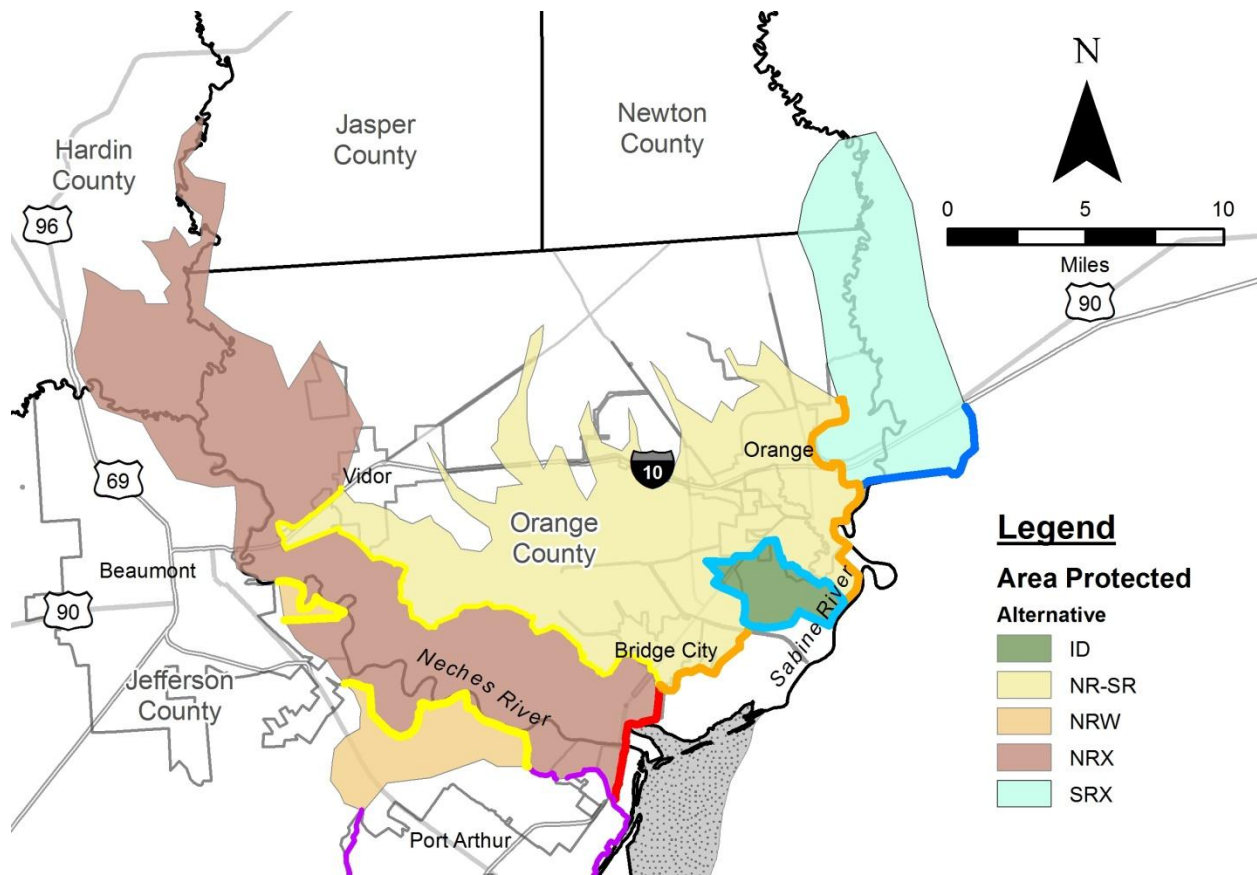 Hardin
County
Jasper
County
Newton
County
N
0 5 10
Miles
96
90
69
Vidor
10
Orange
Orange
County
Beaumont
90
Bridge City
Sabine River
Neches River
Jefferson
County
Port Arthur
Legend
Area Protected
Alternative
ID
NR-SR
NRW
NRX
SRX